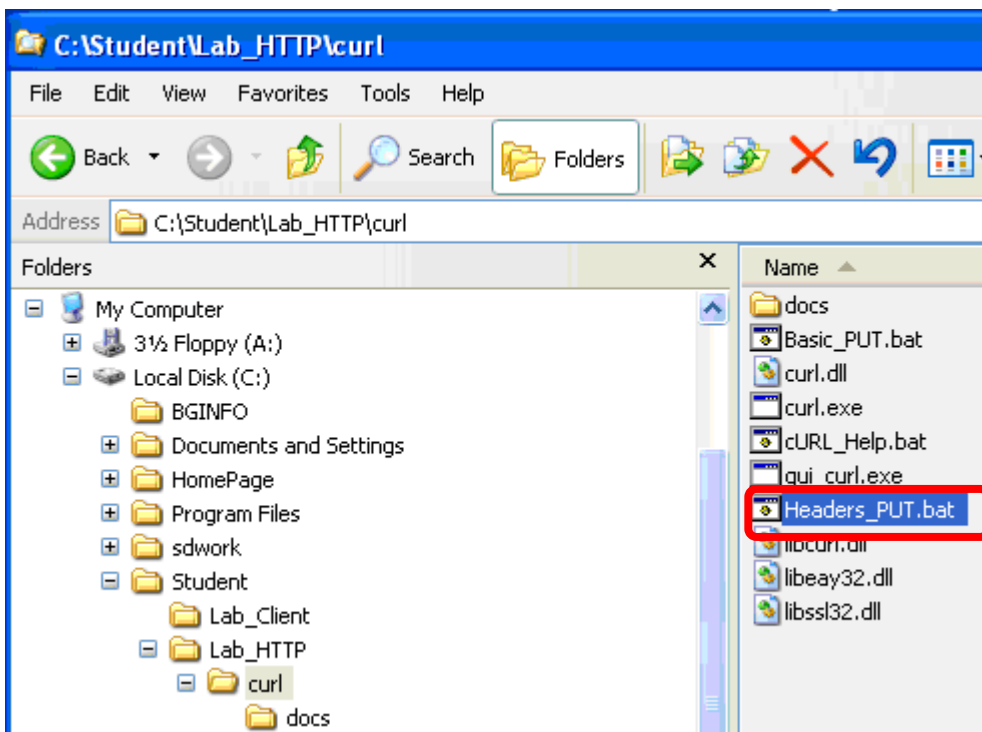 C:\Student\Lab_HTTP\curl
File Edit View Favorites Tools Help
Back Search Folders
Address C:\Student\Lab_HTTP\curl
Folders
My Computer
3½ Floppy (A:)
Local Disk (C:)
BGINFO
Documents and Settings
HomePage
Program Files
sdwork
Student
Lab_Client
Lab_HTTP
curl
docs
Name
docs
Basic_PUT.bat
curl.dll
curl.exe
cURL_Help.bat
gui_curl.exe
Headers_PUT.bat
libcurl.dll
libeay32.dll
libssl32.dll